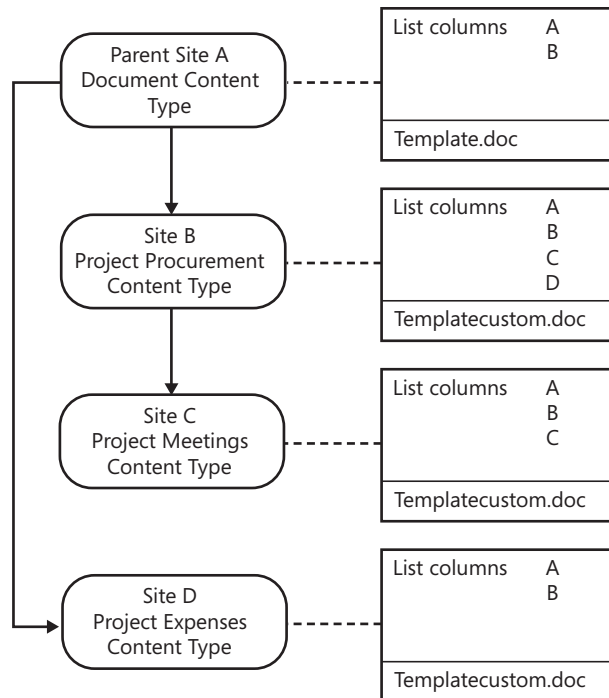 Parent Site A
Document Content
Type
List columns A
B
Template.doc
Site B
Project Procurement
Content Type
List columns A
B
C
D
Templatecustom.doc
Site C
Project Meetings
Content Type
List columns A
B
C
Templatecustom.doc
Site D
Project Expenses
Content Type
List columns A
B
Templatecustom.doc